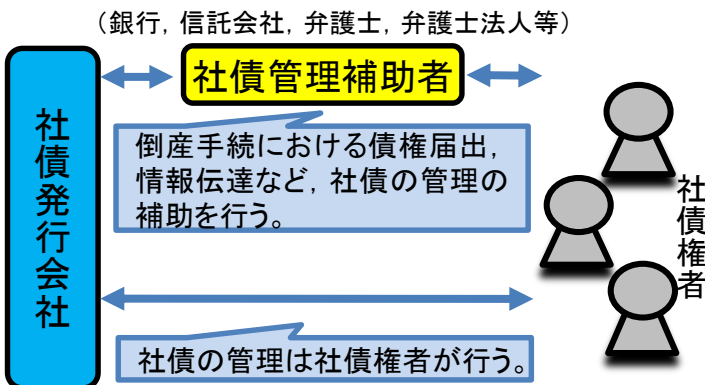 （銀行，信託会社，弁護士，弁護士法人等）
社債管理補助者
社債発行会社
倒産手続における債権届出，
情報伝達など，社債の管理の
補助を行う。
社債権者
社債の管理は社債権者が行う。